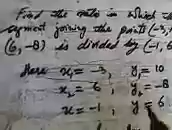 Find the ratio in which the
segment joining the points (-3,
(6, -8) is divided by (-1, 6
Here x₁ = -3, y₁ = 10
x₂ = 6, y₂ = -8
x = -1, y = 6